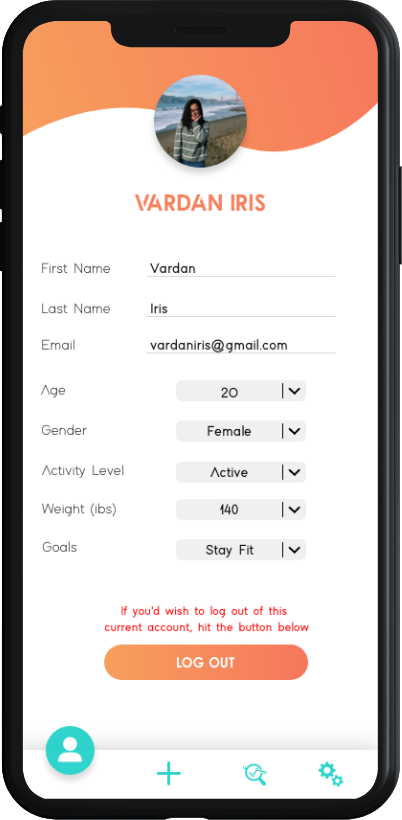 VARDAN IRIS
First Name Vardan
Last Name Iris
Email vardaniris@gmail.com
Age 20
Gender Female
Activity Level Active
Weight (ibs) 140
Goals Stay Fit
If you'd wish to log out of this
current account, hit the button below
LOG OUT